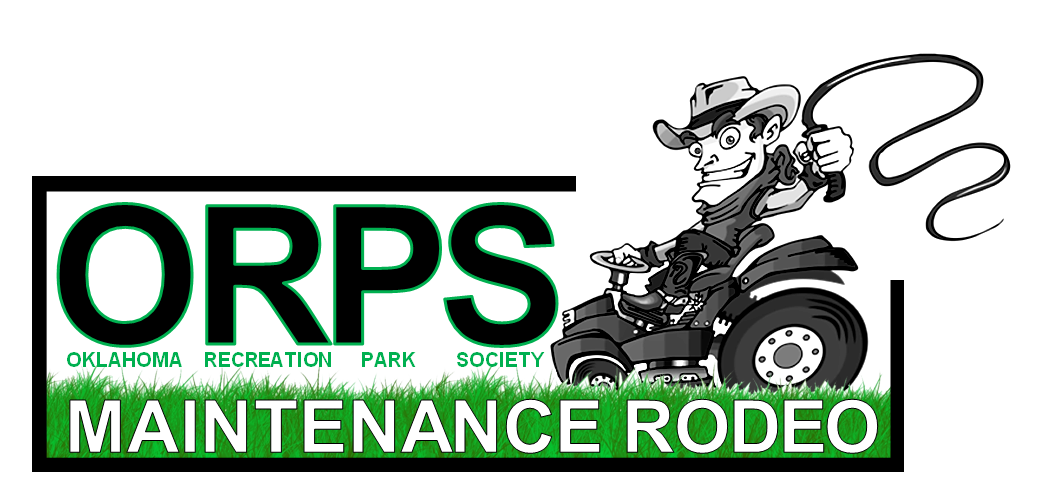 ORPS
OKLAHOMA RECREATION PARK SOCIETY
MAINTENANCE RODEO